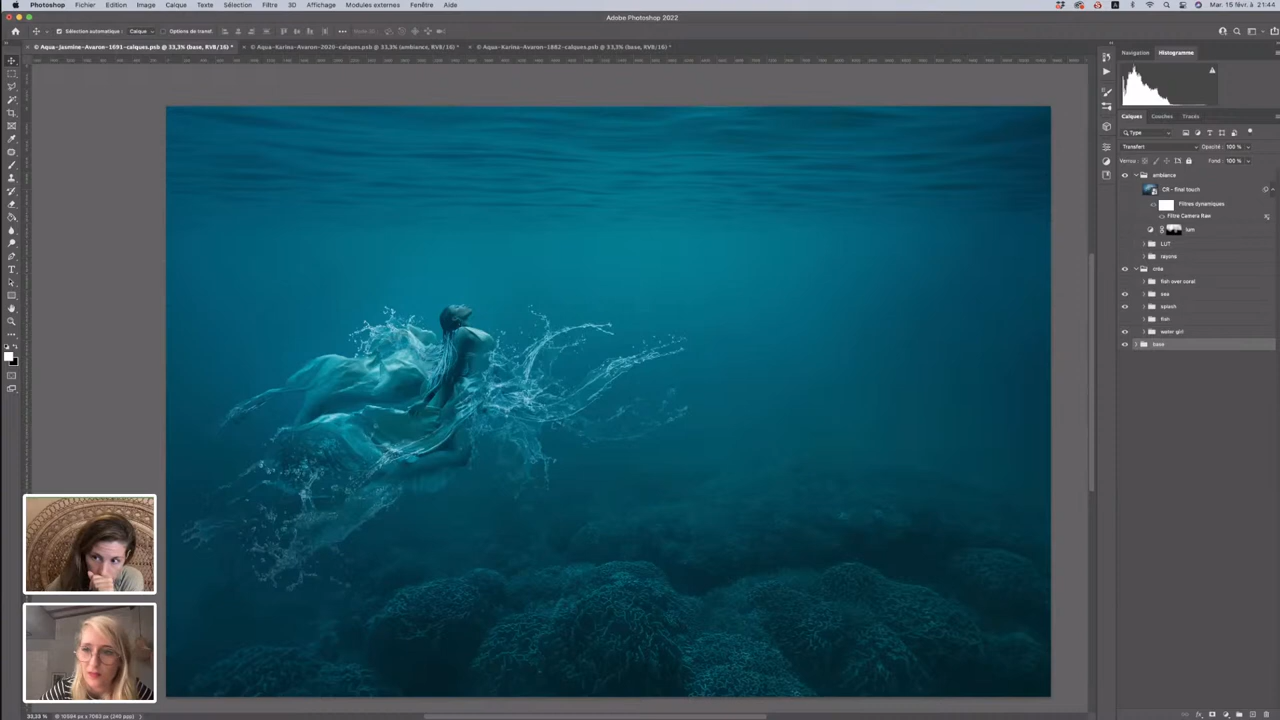 Photoshop Fichier Edition Image Calque Texte Sélection Filtre 3D Affichage Modules externes Fenêtre Aide Mar. 15 févr. à 21:44
Adobe Photoshop 2022
Sélection automatique : Calque Options de transf.
Aqua-Jasmine-Avaron-1691-calques.psb @ 33,3% (base, RVB/16) * Aqua-Karina-Avaron-2020-calques.psb @ 33,3% (ambiance, RVB/16) * Aqua-Karina-Avaron-1882-calques.psb @ 33,3% (base, RVB/16) *
Navigation Histogramme
Calques Couches Tracés
Type
Transfert Opacité : 100 %
Verrou : Fond : 100 %
ambiance
CR - final touch
Filtres dynamiques
Filtre Camera Raw
lum
LUT
rayons
créa
fish over coral
sea
splash
fish
water girl
base